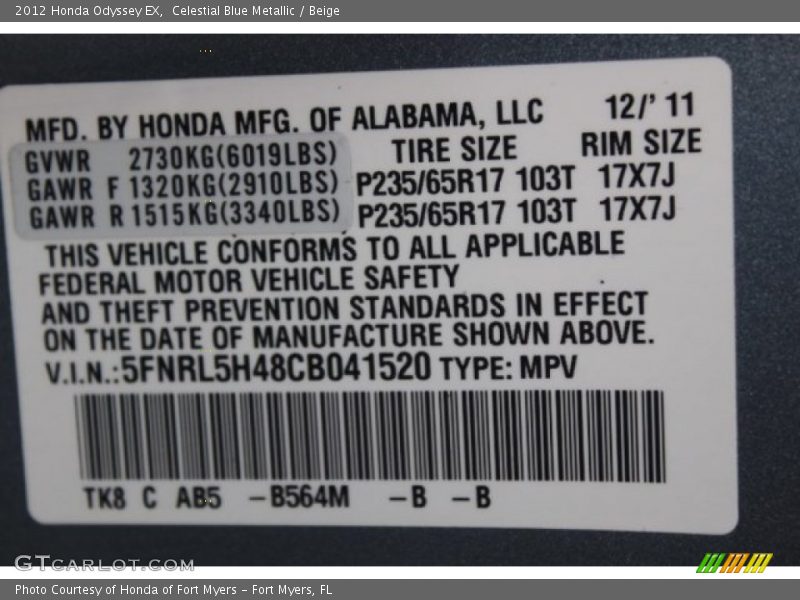 2012 Honda Odyssey EX, Celestial Blue Metallic / Beige
MFD. BY HONDA MFG. OF ALABAMA, LLC 12/' 11
GVWR 2730KG(6019LBS) TIRE SIZE RIM SIZE
GAWR F 1320KG(2910LBS) P235/65R17 103T 17X7J
GAWR R 1515KG(3340LBS) P235/65R17 103T 17X7J
THIS VEHICLE CONFORMS TO ALL APPLICABLE
FEDERAL MOTOR VEHICLE SAFETY
AND THEFT PREVENTION STANDARDS IN EFFECT
ON THE DATE OF MANUFACTURE SHOWN ABOVE.
V.I.N.:5FNRL5H48CB041520 TYPE: MPV
TK8 C AB5 –B564M –B –B
GTCARLOT.COM
Photo Courtesy of Honda of Fort Myers – Fort Myers, FL